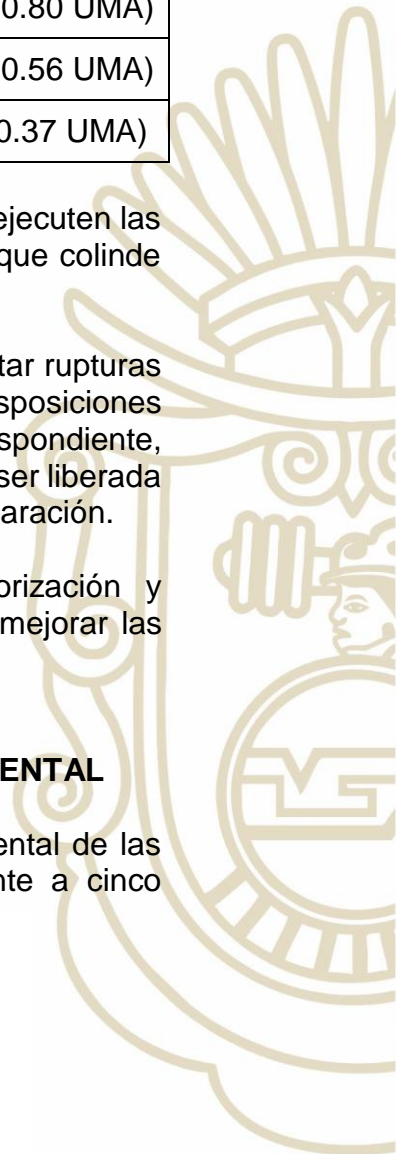 0.80 UMA)
0.56 UMA)
0.37 UMA)
ejecuten las
que colinde
tar rupturas
sposiciones
spondiente,
ser liberada
aración.
orización y
mejorar las
ENTAL
ental de las
nte a cinco